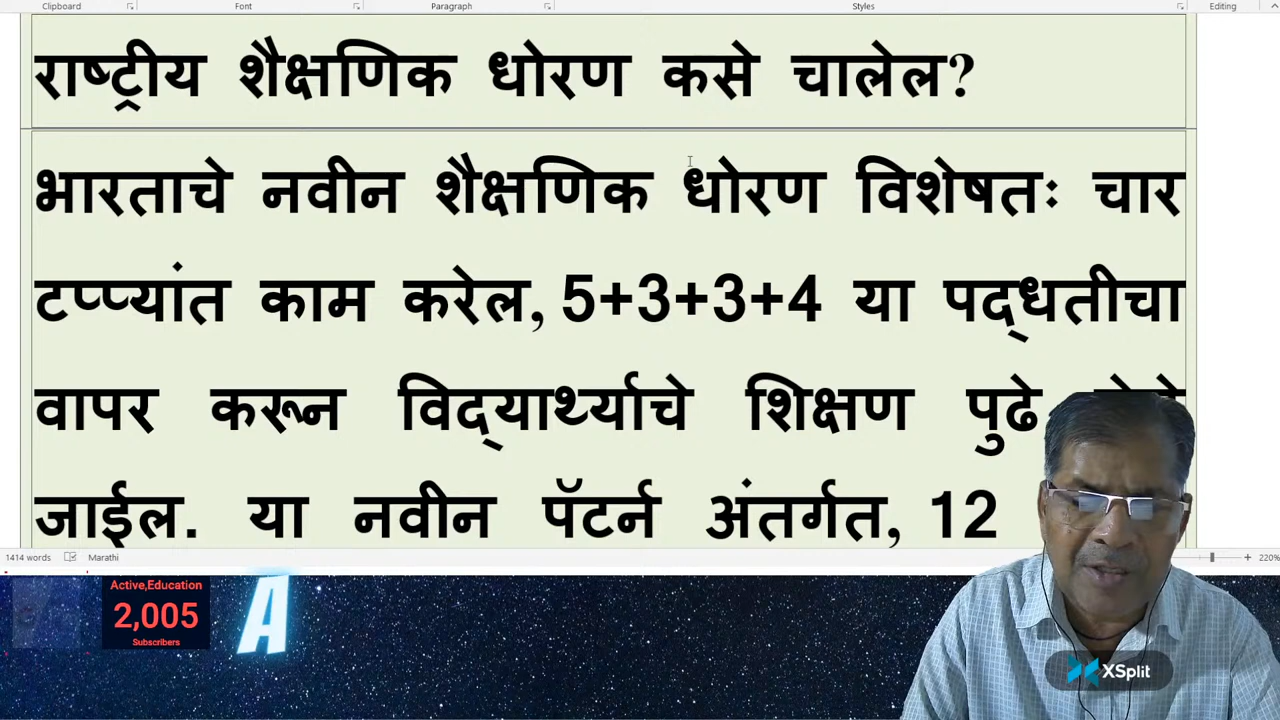 Clipboard Font Paragraph Styles Editing
राष्ट्रीय शैक्षणिक धोरण कसे चालेल?
भारताचे नवीन शैक्षणिक धोरण विशेषतः चार
टप्प्यांत काम करेल, 5+3+3+4 या पद्धतीचा
वापर करून विद्यार्थ्याचे शिक्षण पुढे
जाईल. या नवीन पॅटर्न अंतर्गत, 12
1414 words Marathi 220%
Active,Education
2,005
Subscribers
A
XSplit